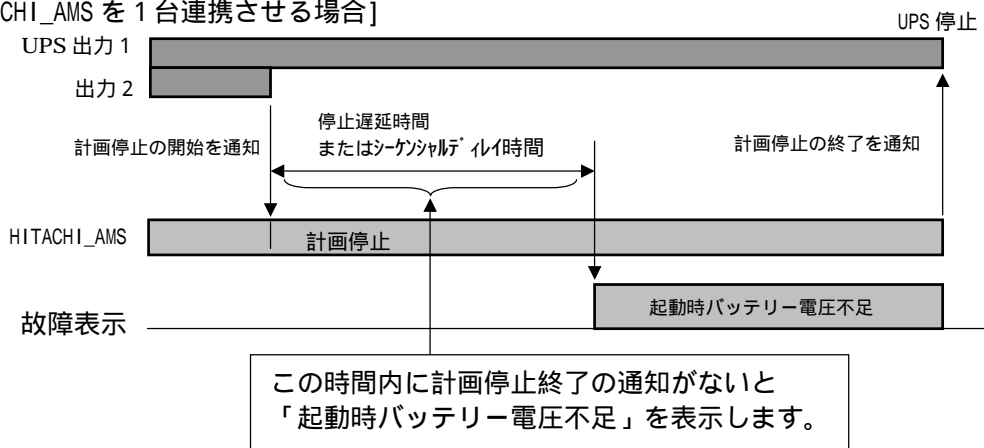 CHI_AMS を 1 台連携させる場合]
UPS 停止
UPS 出力 1
出力 2
計画停止の開始を通知
停止遅延時間
またはｼｰｹﾝｼｬﾙﾃﾞｨﾚｲ時間
計画停止の終了を通知
HITACHI_AMS
計画停止
起動時バッテリー電圧不足
故障表示
この時間内に計画停止終了の通知がないと
「起動時バッテリー電圧不足」を表示します。